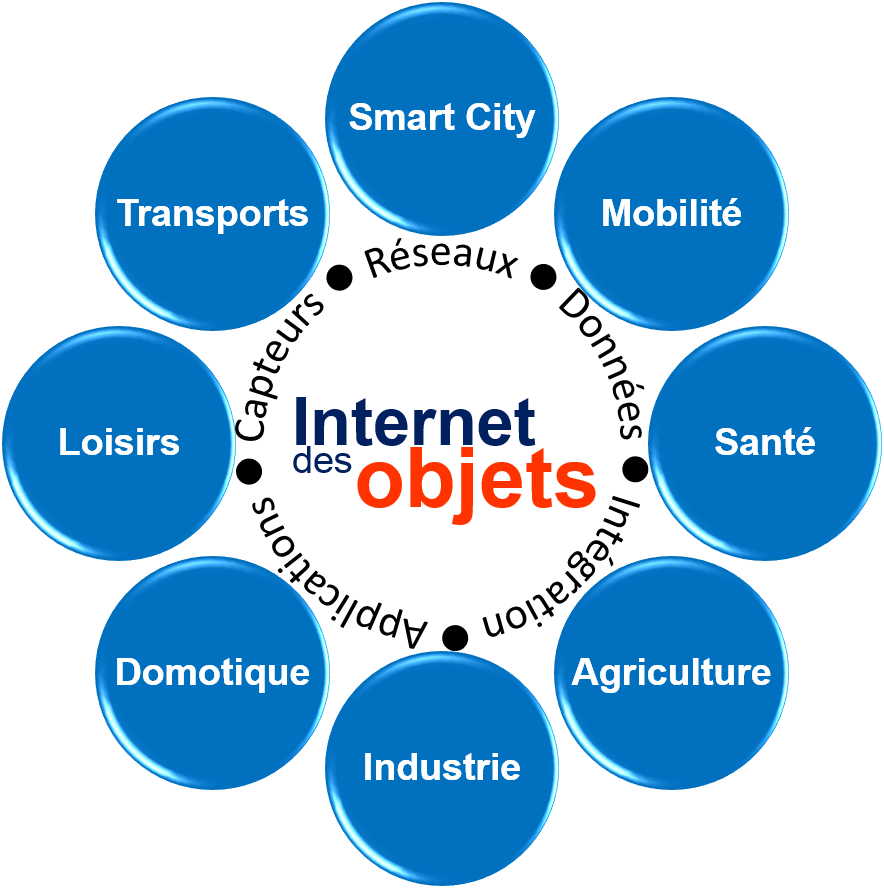 Smart City
Transports
Mobilité
Réseaux
Capteurs
Données
Loisirs
Internet
des
objets
Santé
Applications
Intégration
Domotique
Agriculture
Industrie